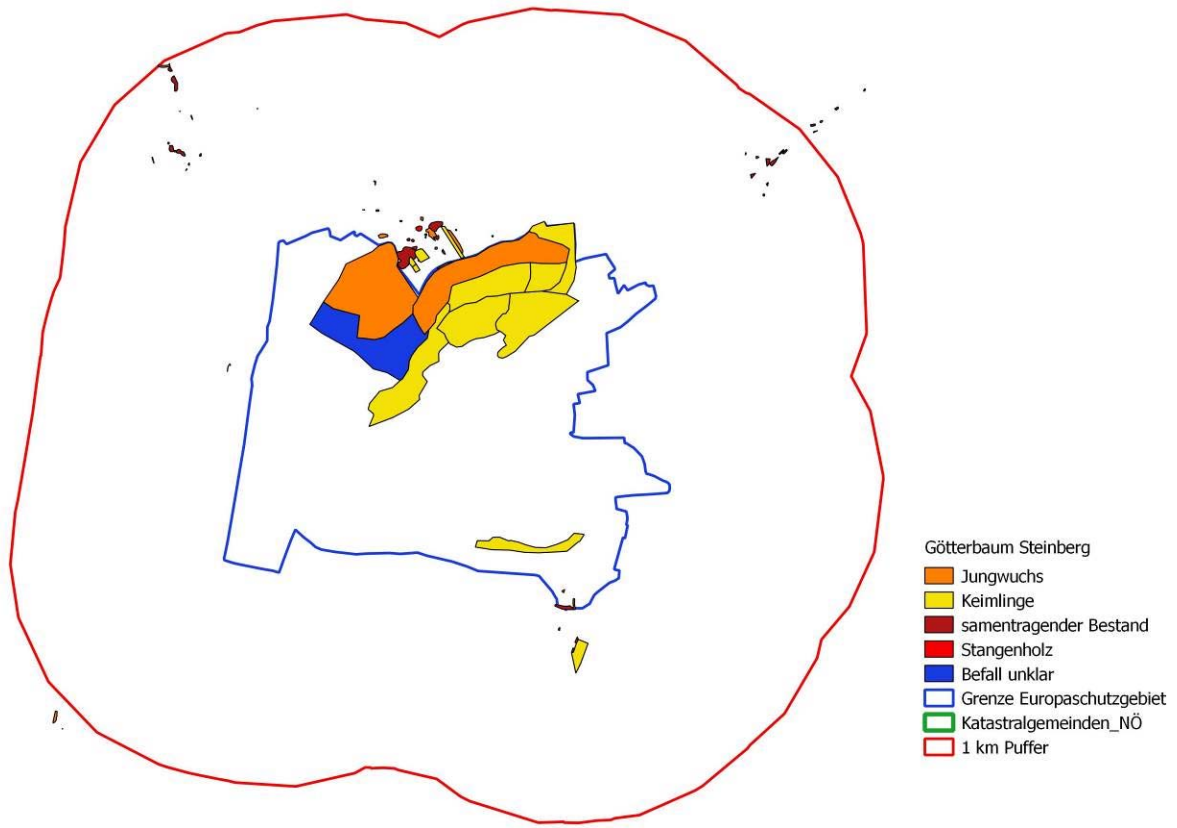 Götterbaum Steinberg
Jungwuchs
Keimlinge
samentragender Bestand
Stangenholz
Befall unklar
Grenze Europaschutzgebiet
Katastralgemeinden_NÖ
1 km Puffer